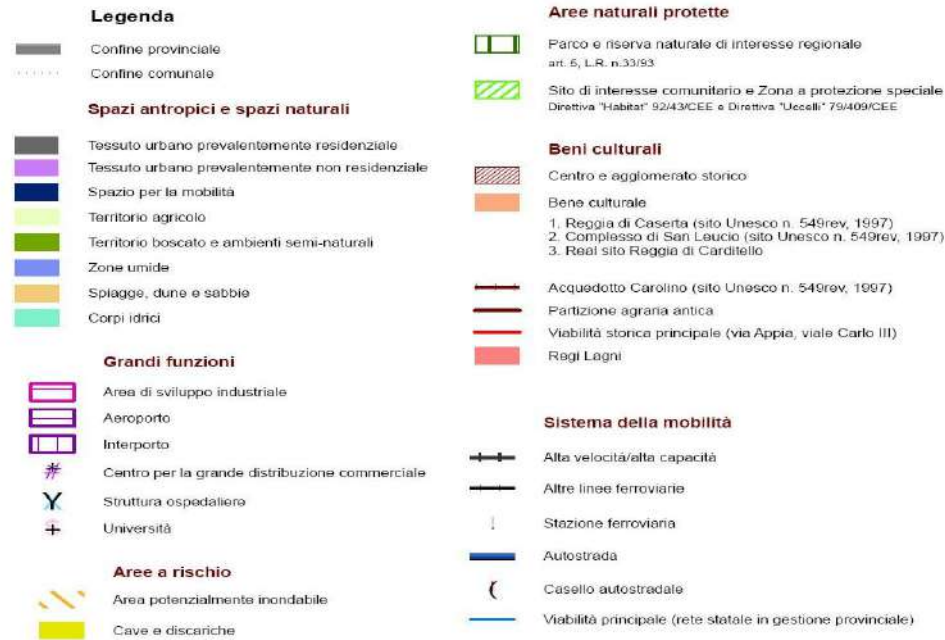 Legenda
Confine provinciale
Confine comunale
Spazi antropici e spazi naturali
Tessuto urbano prevalentemente residenziale
Tessuto urbano prevalentemente non residenziale
Spazio per la mobilità
Territorio agricolo
Territorio boscato e ambienti semi-naturali
Zone umide
Spiagge, dune e sabbie
Corpi idrici
Grandi funzioni
Area di sviluppo industriale
Aeroporto
Interporto
Centro per la grande distribuzione commerciale
Struttura ospedaliere
Università
Aree a rischio
Area potenzialmente inondabile
Cave e discariche
Aree naturali protette
Parco e riserva naturale di interesse regionale
art. 5, L.R. n.33/93
Sito di interesse comunitario e Zona a protezione speciale
Direttiva "Habitat" 92/43/CEE e Direttiva "Uccelli" 79/409/CEE
Beni culturali
Centro e agglomerato storico
Bene culturale
1. Reggia di Caserta (sito Unesco n. 549rev, 1997)
2. Complesso di San Leucio (sito Unesco n. 549rev, 1997)
3. Real sito Reggia di Carditello
Acquedotto Carolino (sito Unesco n. 549rev, 1997)
Partizione agraria antica
Viabilità storica principale (via Appia, viale Carlo III)
Regi Lagni
Sistema della mobilità
Alta velocità/alta capacità
Altre linee ferroviarie
Stazione ferroviaria
Autostrada
Casello autostradale
Viabilità principale (rete statale in gestione provinciale)